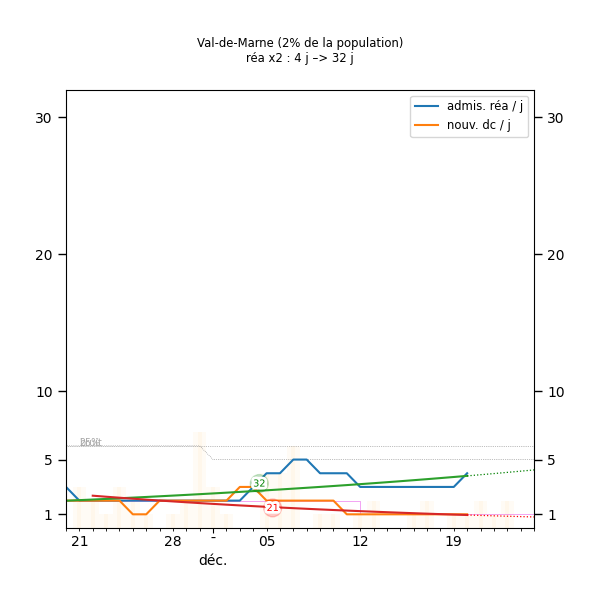 Val-de-Marne (2% de la population)
réa x2 : 4 j –> 32 j
admis. réa / j
nouv. dc / j
30 30
20 20
10 10
5 5
1 1
32
21
21 28 05 12 19
déc.